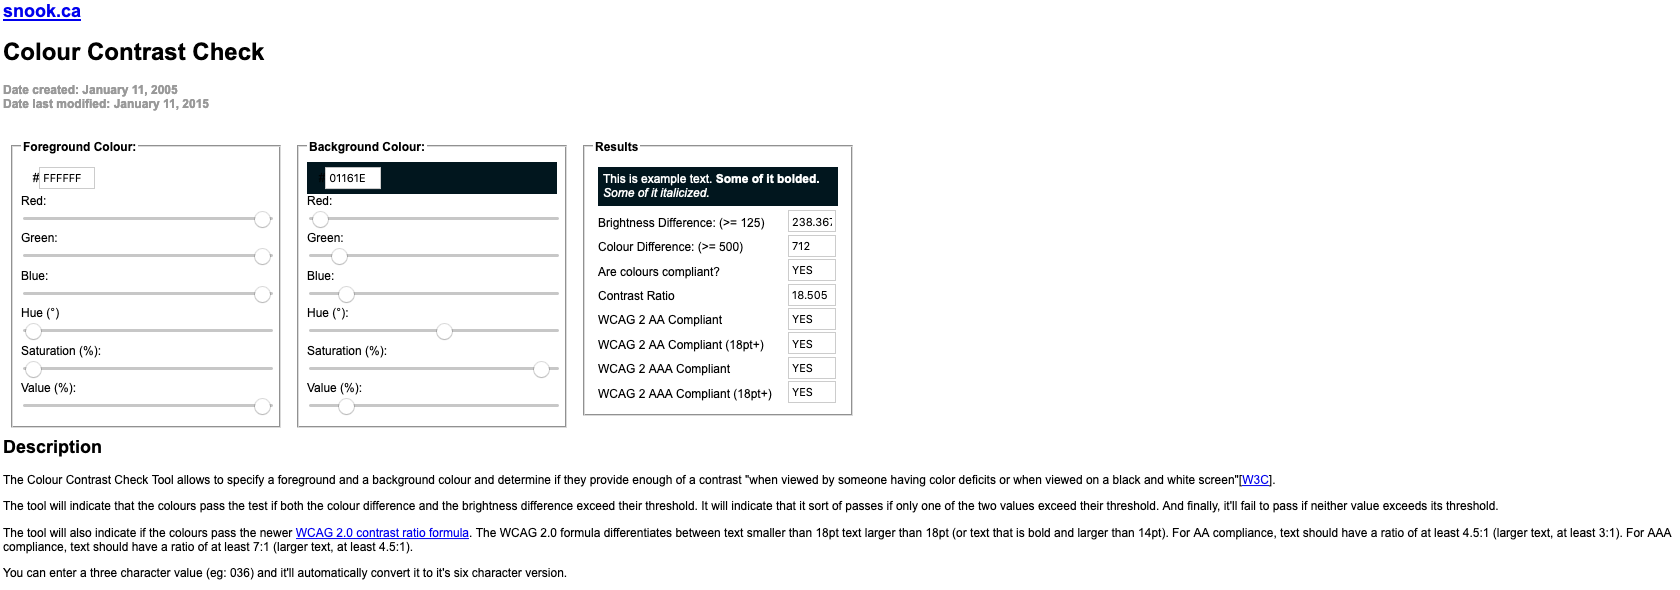 snook.ca
Colour Contrast Check
Date created: January 11, 2005
Date last modified: January 11, 2015
Foreground Colour:
#FFFFFF
Red:
Green:
Blue:
Hue (°)
Saturation (%):
Value (%):
Background Colour:
#01161E
Red:
Green:
Blue:
Hue (°):
Saturation (%):
Value (%):
Results
This is example text. Some of it bolded.
Some of it italicized.
Brightness Difference: (>= 125) 238.367
Colour Difference: (>= 500) 712
Are colours compliant? YES
Contrast Ratio 18.505
WCAG 2 AA Compliant YES
WCAG 2 AA Compliant (18pt+) YES
WCAG 2 AAA Compliant YES
WCAG 2 AAA Compliant (18pt+) YES
Description
The Colour Contrast Check Tool allows to specify a foreground and a background colour and determine if they provide enough of a contrast "when viewed by someone having color deficits or when viewed on a black and white screen"[W3C].
The tool will indicate that the colours pass the test if both the colour difference and the brightness difference exceed their threshold. It will indicate that it sort of passes if only one of the two values exceed their threshold. And finally, it'll fail to pass if neither value exceeds its threshold.
The tool will also indicate if the colours pass the newer WCAG 2.0 contrast ratio formula. The WCAG 2.0 formula differentiates between text smaller than 18pt text larger than 18pt (or text that is bold and larger than 14pt). For AA compliance, text should have a ratio of at least 4.5:1 (larger text, at least 3:1). For AAA
compliance, text should have a ratio of at least 7:1 (larger text, at least 4.5:1).
You can enter a three character value (eg: 036) and it'll automatically convert it to it's six character version.